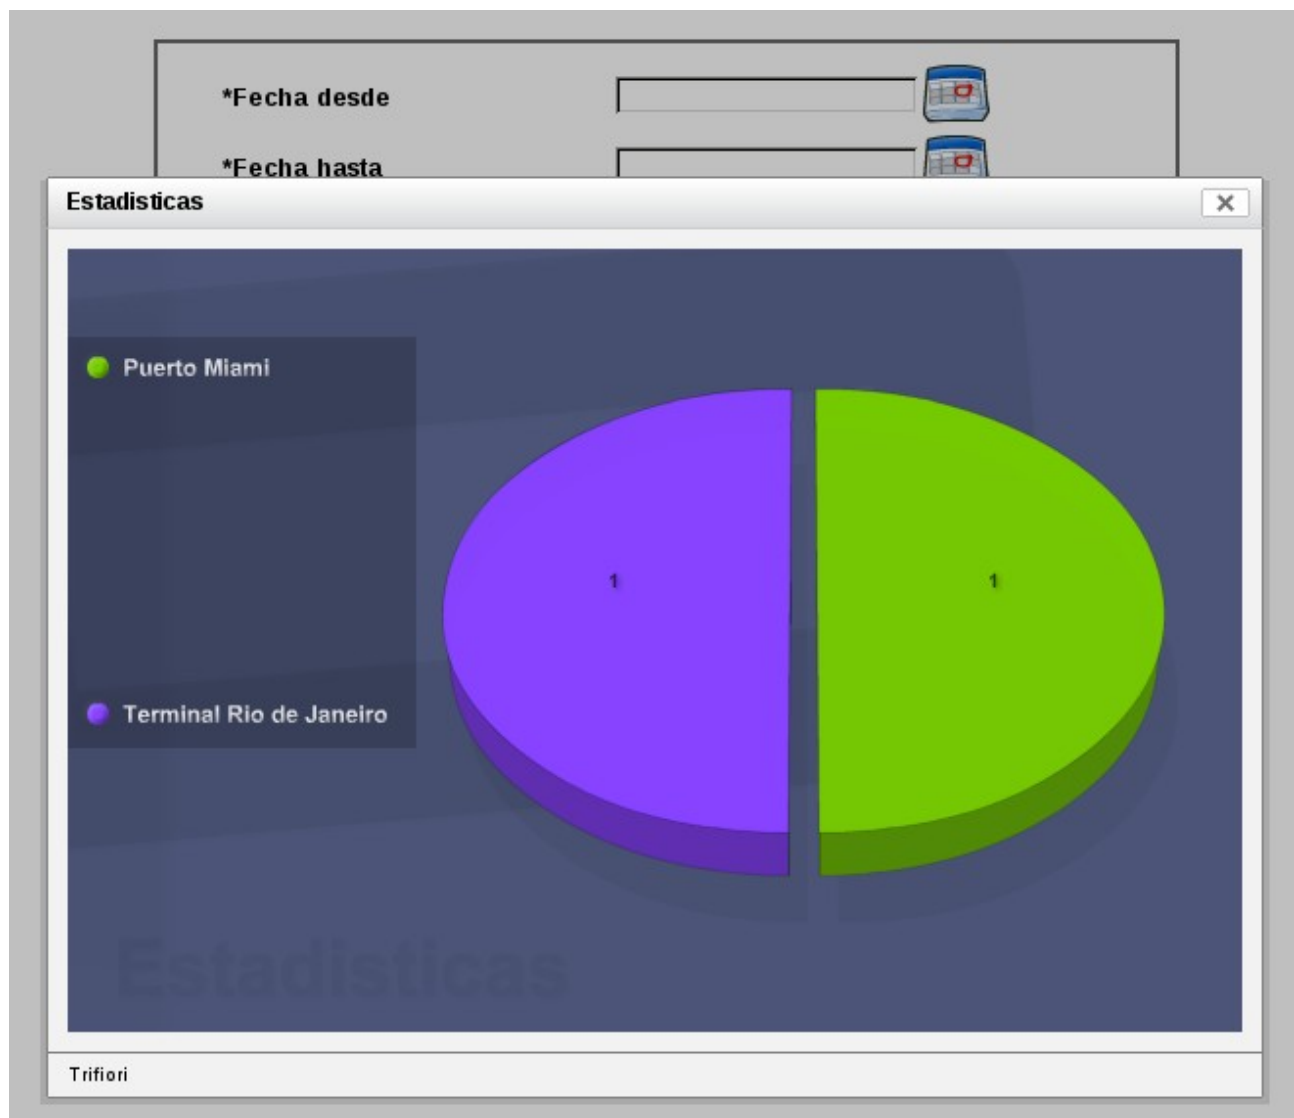 *Fecha desde
*Fecha hasta
Estadisticas
Puerto Miami
1
1
Terminal Rio de Janeiro
Estadisticas
Trifiori